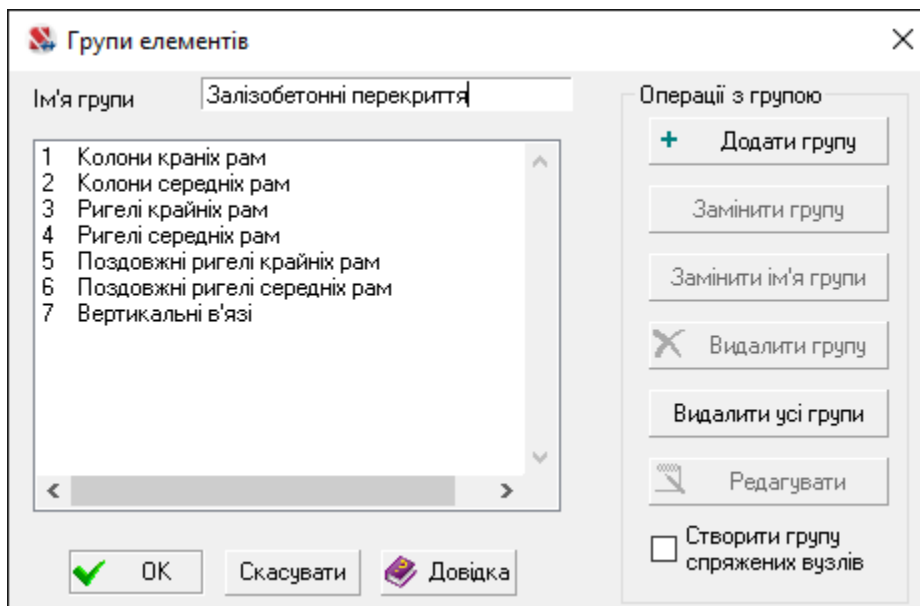 Групи елементів
Ім'я групи
Залізобетонні перекриття
1 Колони краніх рам
2 Колони середніх рам
3 Ригелі крайніх рам
4 Ригелі середніх рам
5 Поздовжні ригелі крайніх рам
6 Поздовжні ригелі середніх рам
7 Вертикальні в'язі
OK
Скасувати
Довідка
Операції з групою
Додати групу
Замінити групу
Замінити ім'я групи
Видалити групу
Видалити усі групи
Редагувати
Створити групу
спряжених вузлів